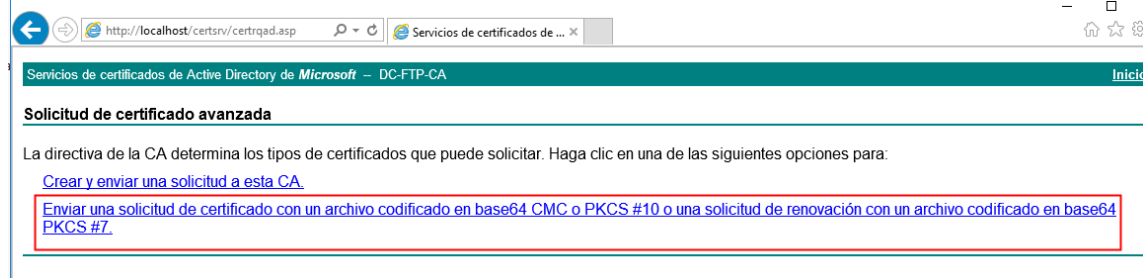 http://localhost/certsrv/certrqad.asp
Servicios de certificados de ...
Servicios de certificados de Active Directory de Microsoft -- DC-FTP-CA
Inicio
Solicitud de certificado avanzada
La directiva de la CA determina los tipos de certificados que puede solicitar. Haga clic en una de las siguientes opciones para:
Crear y enviar una solicitud a esta CA.
Enviar una solicitud de certificado con un archivo codificado en base64 CMC o PKCS #10 o una solicitud de renovación con un archivo codificado en base64
PKCS #7.